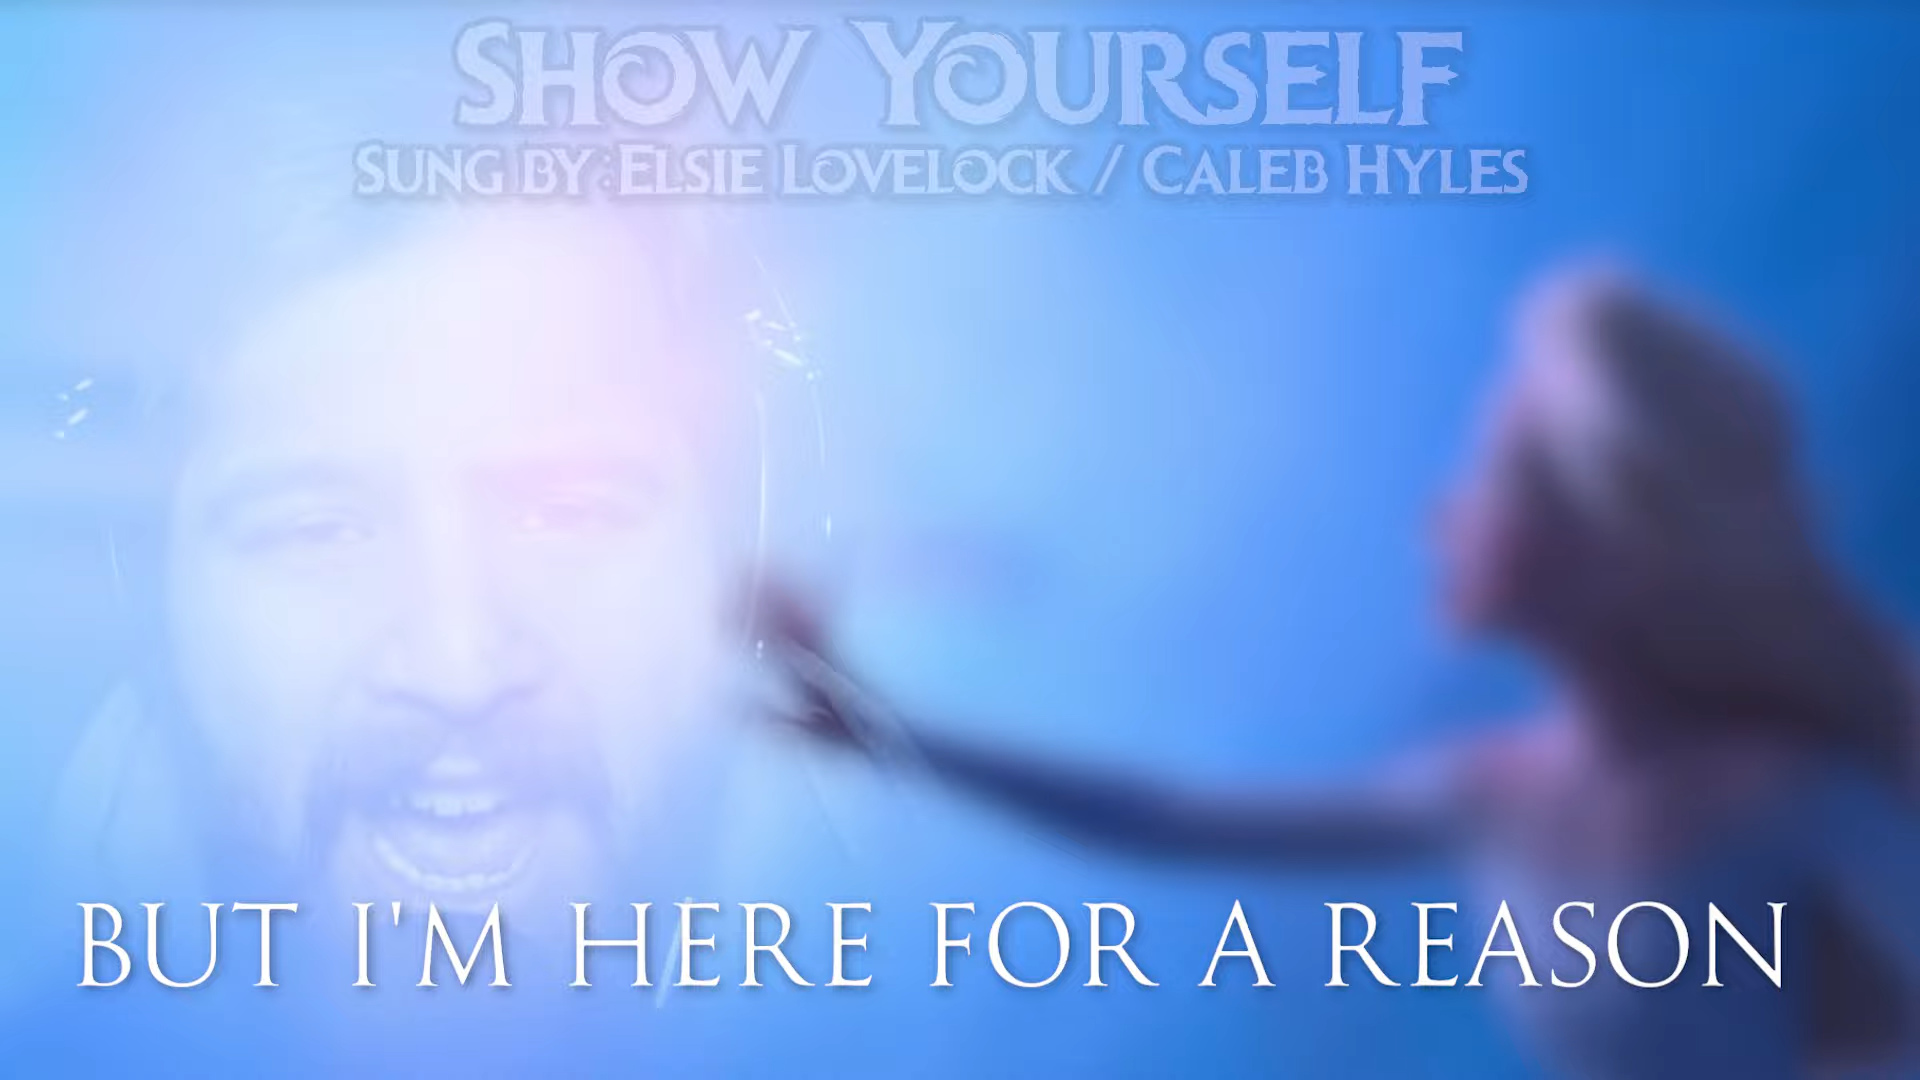 SHOW YOURSELF
SUNG BY: ELSIE LOVELOCK / CALEB HYLES
BUT I'M HERE FOR A REASON